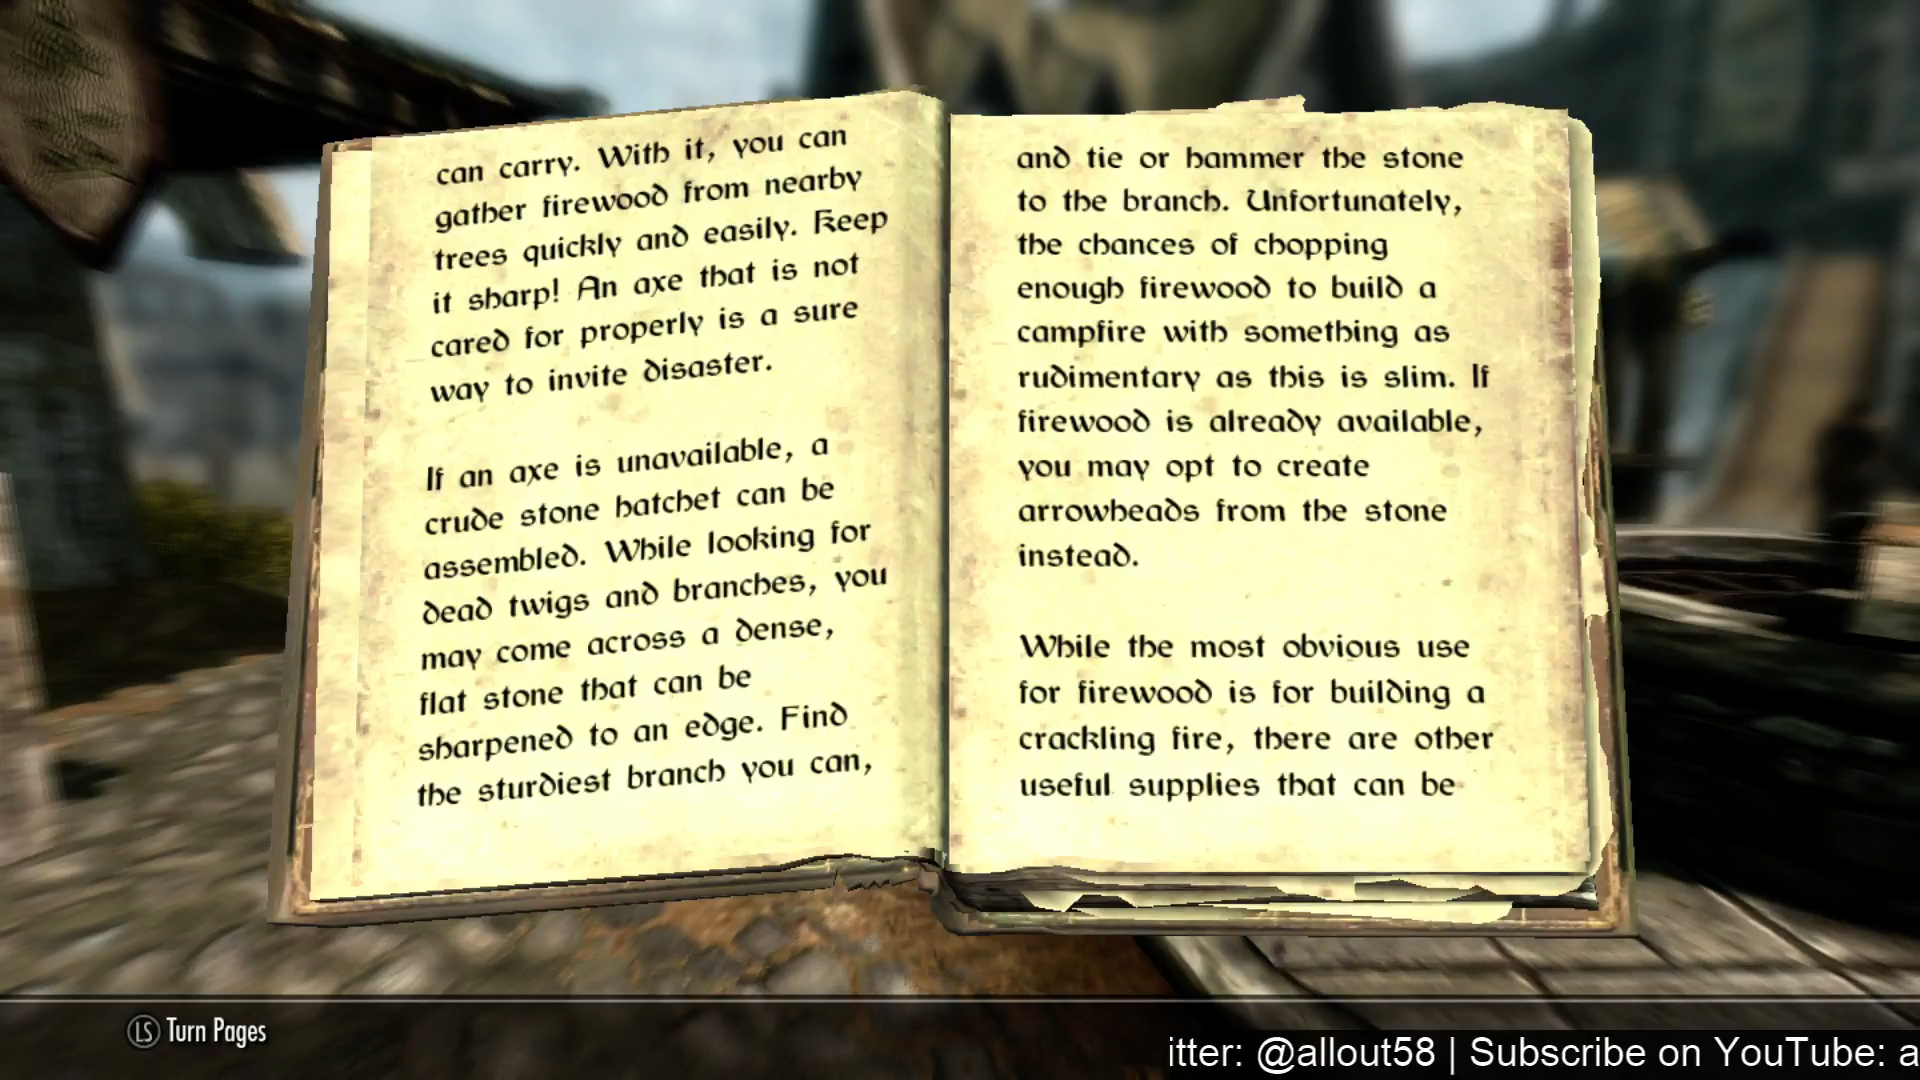 can carry. With it, you can
gather firewood from nearby
trees quickly and easily. Keep
it sharp! An axe that is not
cared for properly is a sure
way to invite disaster.
If an axe is unavailable, a
crude stone hatchet can be
assembled. While looking for
dead twigs and branches, you
may come across a dense,
flat stone that can be
sharpened to an edge. Find
the sturdiest branch you can,
and tie or hammer the stone
to the branch. Unfortunately,
the chances of chopping
enough firewood to build a
campfire with something as
rudimentary as this is slim. If
firewood is already available,
you may opt to create
arrowheads from the stone
instead.
While the most obvious use
for firewood is for building a
crackling fire, there are other
useful supplies that can be
LS Turn Pages
itter: @allout58 | Subscribe on YouTube: a